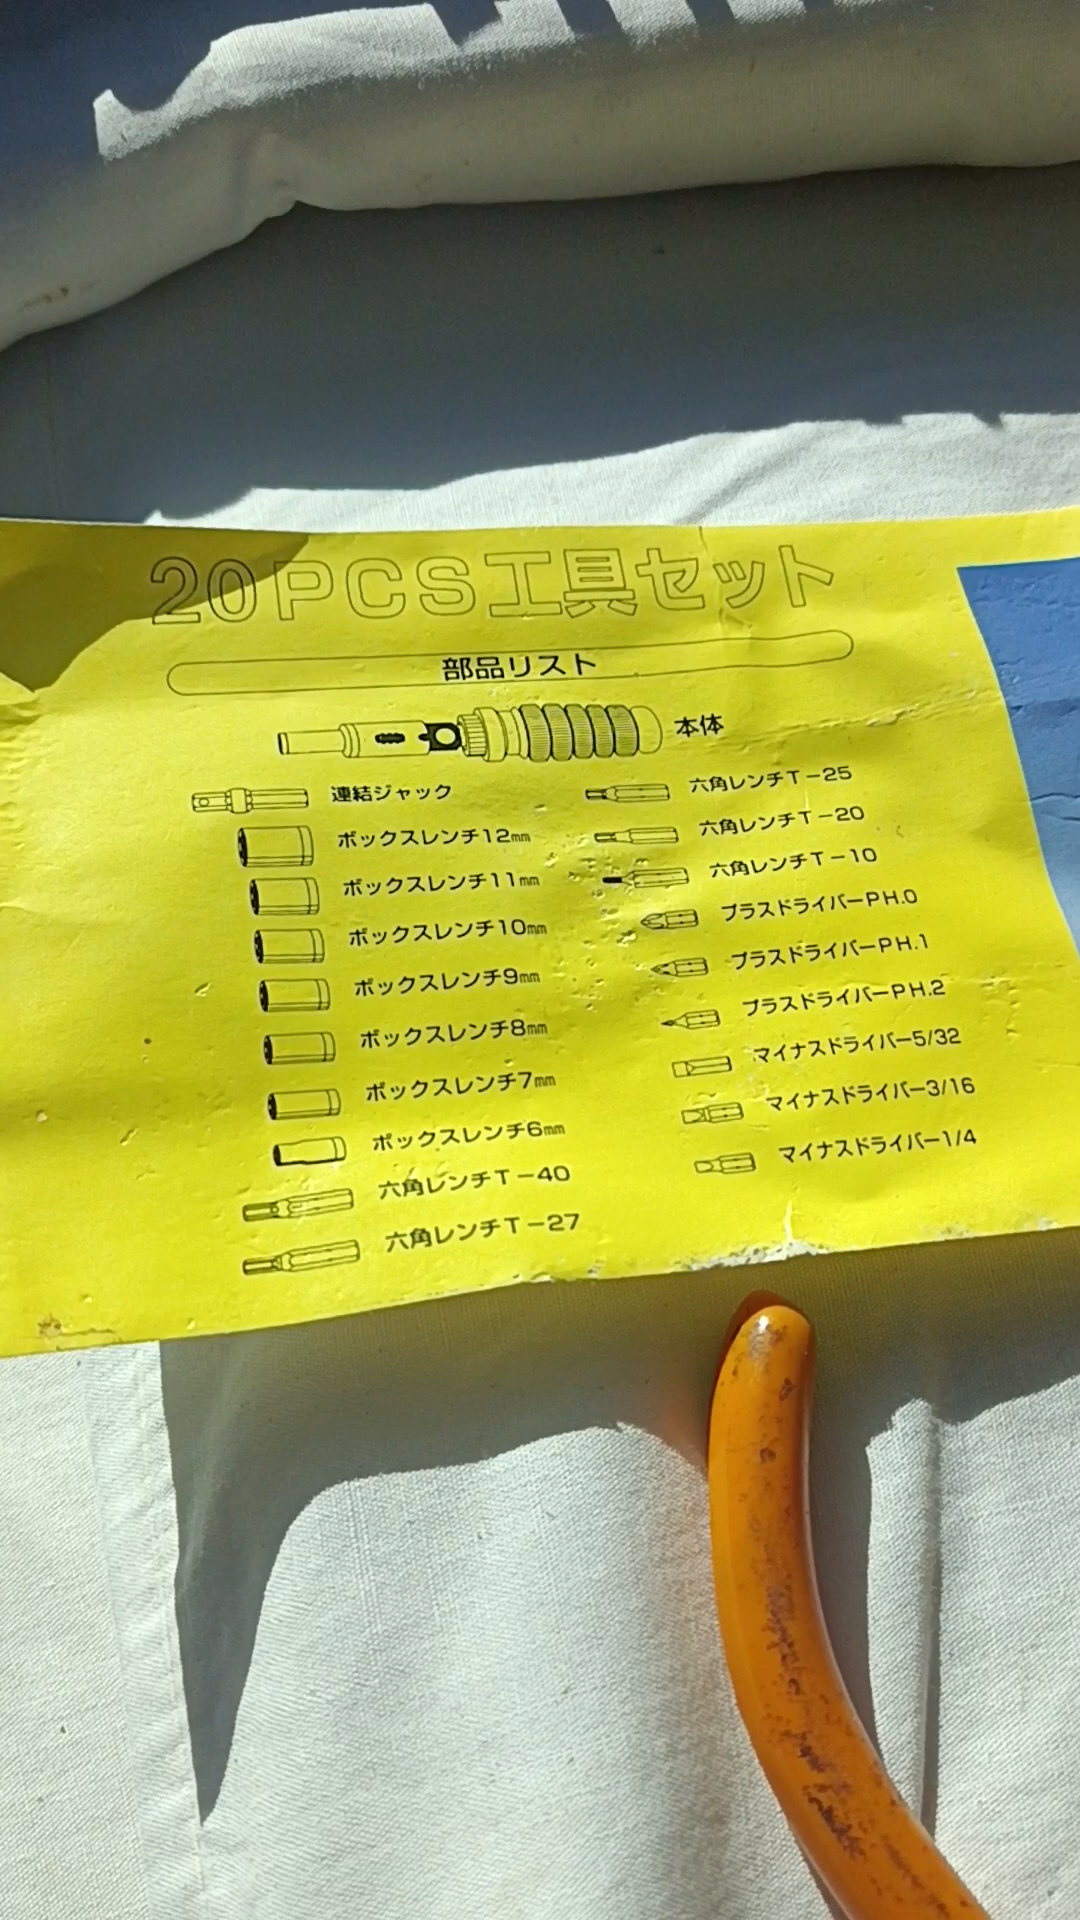 20PCS工具セット
部品リスト
本体
連結ジャック
ボックスレンチ12㎜
ボックスレンチ11㎜
ボックスレンチ10㎜
ボックスレンチ9㎜
ボックスレンチ8㎜
ボックスレンチ7㎜
ボックスレンチ6㎜
六角レンチT-40
六角レンチT-27
六角レンチT-25
六角レンチT-20
六角レンチT-10
プラスドライバーPH.0
プラスドライバーPH.1
プラスドライバーPH.2
マイナスドライバー5/32
マイナスドライバー3/16
マイナスドライバー1/4